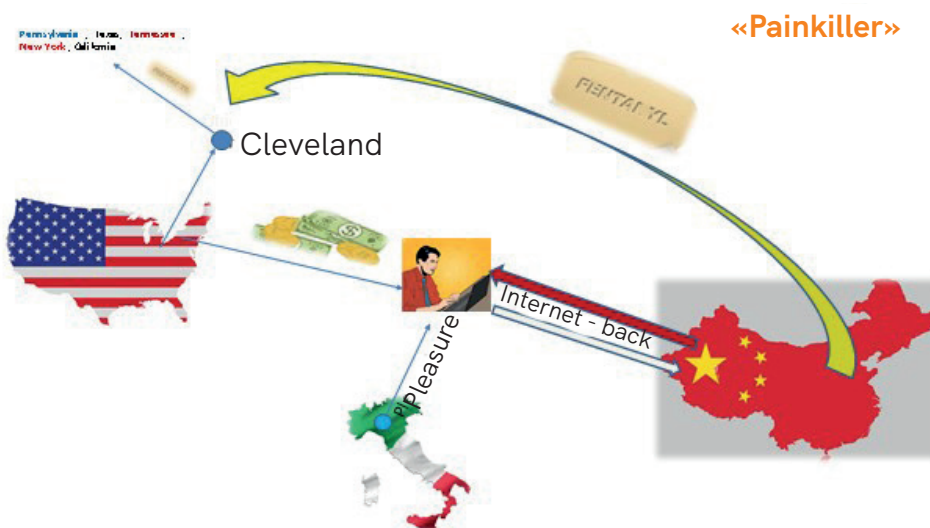 «Painkiller»
Pennsylvania , Texas, Tennessee ,
New York , California
FENTANYL
Cleveland
Internet - back
Pleasure